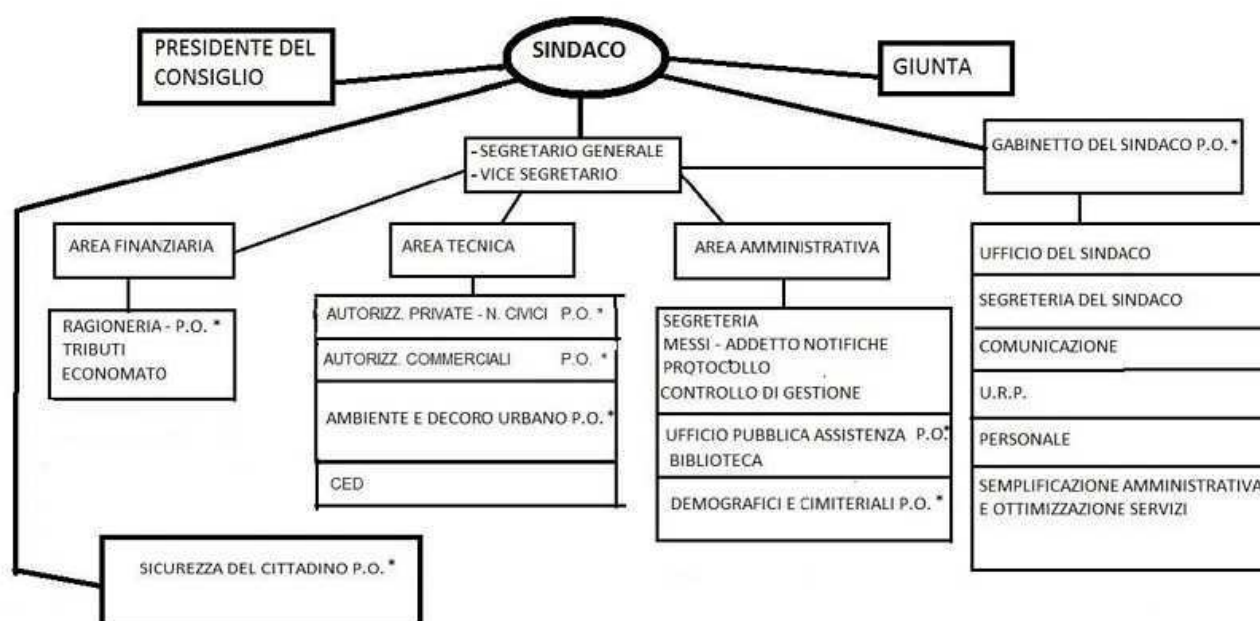 PRESIDENTE DEL
CONSIGLIO
SINDACO
GIUNTA
-SEGRETARIO GENERALE
-VICE SEGRETARIO
GABINETTO DEL SINDACO P.O. *
AREA FINANZIARIA
AREA TECNICA
AREA AMMINISTRATIVA
RAGIONERIA - P.O. *
TRIBUTI
ECONOMATO
AUTORIZZ. PRIVATE - N. CIVICI P.O. *
AUTORIZZ. COMMERCIALI P.O. *
AMBIENTE E DECORO URBANO P.O. *
CED
SEGRETERIA
MESSI - ADDETTO NOTIFICHE
PROTOCOLLO
CONTROLLO DI GESTIONE
UFFICIO PUBBLICA ASSISTENZA P.O.*
BIBLIOTECA
DEMOGRAFICI E CIMITERIALI P.O. *
UFFICIO DEL SINDACO
SEGRETERIA DEL SINDACO
COMUNICAZIONE
U.R.P.
PERSONALE
SEMPLIFICAZIONE AMMINISTRATIVA
E OTTIMIZZAZIONE SERVIZI
SICUREZZA DEL CITTADINO P.O. *